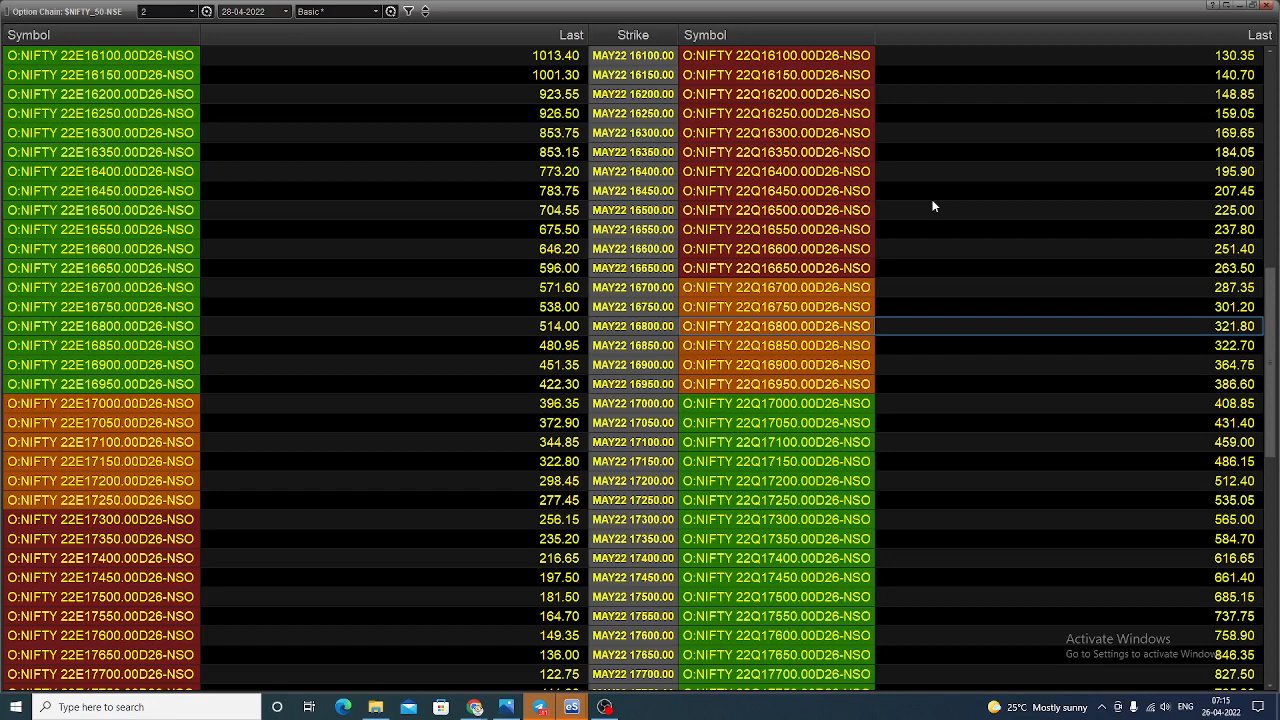 Option Chain: $NIFTY_50 NSE 2 28-04-2022 Basic*
Symbol Last Strike Symbol Last
O:NIFTY 22E16100.00D26-NSO 1013.40 MAY22 16100.00 O:NIFTY 22Q16100.00D26-NSO 130.35
O:NIFTY 22E16150.00D26-NSO 1001.30 MAY22 16150.00 O:NIFTY 22Q16150.00D26-NSO 140.70
O:NIFTY 22E16200.00D26-NSO 923.55 MAY22 16200.00 O:NIFTY 22Q16200.00D26-NSO 148.85
O:NIFTY 22E16250.00D26-NSO 926.50 MAY22 16250.00 O:NIFTY 22Q16250.00D26-NSO 159.05
O:NIFTY 22E16300.00D26-NSO 853.75 MAY22 16300.00 O:NIFTY 22Q16300.00D26-NSO 169.65
O:NIFTY 22E16350.00D26-NSO 853.15 MAY22 16350.00 O:NIFTY 22Q16350.00D26-NSO 184.05
O:NIFTY 22E16400.00D26-NSO 773.20 MAY22 16400.00 O:NIFTY 22Q16400.00D26-NSO 195.90
O:NIFTY 22E16450.00D26-NSO 783.75 MAY22 16450.00 O:NIFTY 22Q16450.00D26-NSO 207.45
O:NIFTY 22E16500.00D26-NSO 704.55 MAY22 16500.00 O:NIFTY 22Q16500.00D26-NSO 225.00
O:NIFTY 22E16550.00D26-NSO 675.50 MAY22 16550.00 O:NIFTY 22Q16550.00D26-NSO 237.80
O:NIFTY 22E16600.00D26-NSO 646.20 MAY22 16600.00 O:NIFTY 22Q16600.00D26-NSO 251.40
O:NIFTY 22E16650.00D26-NSO 596.00 MAY22 16650.00 O:NIFTY 22Q16650.00D26-NSO 263.50
O:NIFTY 22E16700.00D26-NSO 571.60 MAY22 16700.00 O:NIFTY 22Q16700.00D26-NSO 287.35
O:NIFTY 22E16750.00D26-NSO 538.00 MAY22 16750.00 O:NIFTY 22Q16750.00D26-NSO 301.20
O:NIFTY 22E16800.00D26-NSO 514.00 MAY22 16800.00 O:NIFTY 22Q16800.00D26-NSO 321.80
O:NIFTY 22E16850.00D26-NSO 480.95 MAY22 16850.00 O:NIFTY 22Q16850.00D26-NSO 322.70
O:NIFTY 22E16900.00D26-NSO 451.35 MAY22 16900.00 O:NIFTY 22Q16900.00D26-NSO 364.75
O:NIFTY 22E16950.00D26-NSO 422.30 MAY22 16950.00 O:NIFTY 22Q16950.00D26-NSO 386.60
O:NIFTY 22E17000.00D26-NSO 396.35 MAY22 17000.00 O:NIFTY 22Q17000.00D26-NSO 408.85
O:NIFTY 22E17050.00D26-NSO 372.90 MAY22 17050.00 O:NIFTY 22Q17050.00D26-NSO 431.40
O:NIFTY 22E17100.00D26-NSO 344.85 MAY22 17100.00 O:NIFTY 22Q17100.00D26-NSO 459.00
O:NIFTY 22E17150.00D26-NSO 322.80 MAY22 17150.00 O:NIFTY 22Q17150.00D26-NSO 486.15
O:NIFTY 22E17200.00D26-NSO 298.45 MAY22 17200.00 O:NIFTY 22Q17200.00D26-NSO 512.40
O:NIFTY 22E17250.00D26-NSO 277.45 MAY22 17250.00 O:NIFTY 22Q17250.00D26-NSO 535.05
O:NIFTY 22E17300.00D26-NSO 256.15 MAY22 17300.00 O:NIFTY 22Q17300.00D26-NSO 565.00
O:NIFTY 22E17350.00D26-NSO 235.20 MAY22 17350.00 O:NIFTY 22Q17350.00D26-NSO 584.70
O:NIFTY 22E17400.00D26-NSO 216.65 MAY22 17400.00 O:NIFTY 22Q17400.00D26-NSO 616.65
O:NIFTY 22E17450.00D26-NSO 197.50 MAY22 17450.00 O:NIFTY 22Q17450.00D26-NSO 661.40
O:NIFTY 22E17500.00D26-NSO 181.50 MAY22 17500.00 O:NIFTY 22Q17500.00D26-NSO 685.15
O:NIFTY 22E17550.00D26-NSO 164.70 MAY22 17550.00 O:NIFTY 22Q17550.00D26-NSO 737.75
O:NIFTY 22E17600.00D26-NSO 149.35 MAY22 17600.00 O:NIFTY 22Q17600.00D26-NSO 758.90
O:NIFTY 22E17650.00D26-NSO 136.00 MAY22 17650.00 O:NIFTY 22Q17650.00D26-NSO 846.35
O:NIFTY 22E17700.00D26-NSO 122.75 MAY22 17700.00 O:NIFTY 22Q17700.00D26-NSO 827.50
Activate Windows
Go to Settings to activate Windows.
Type here to search
25°C Mostly sunny
ENG
07:15
26-04-2022